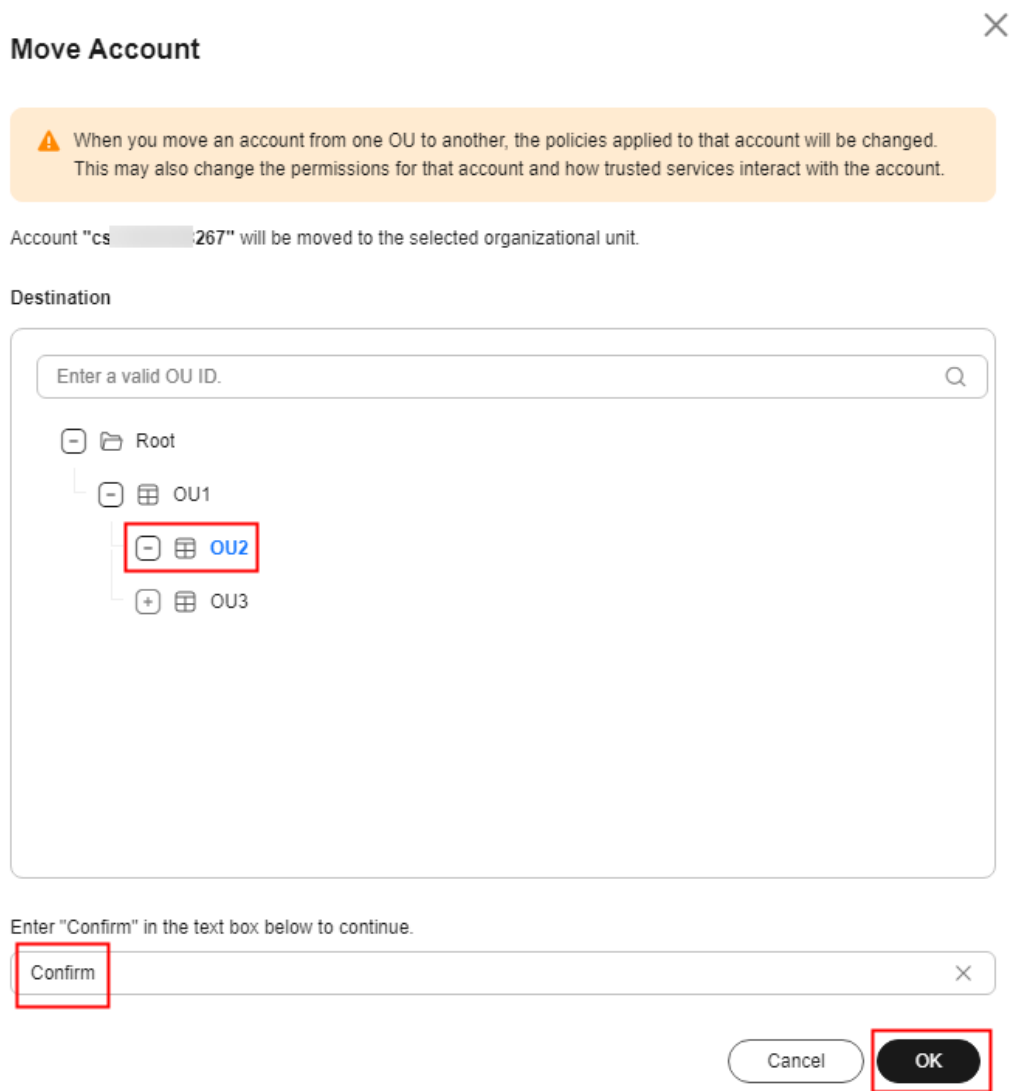 Move Account
When you move an account from one OU to another, the policies applied to that account will be changed.
This may also change the permissions for that account and how trusted services interact with the account.
Account "cs 267" will be moved to the selected organizational unit.
Destination
Enter a valid OU ID.
Root
OU1
OU2
OU3
Enter "Confirm" in the text box below to continue.
Confirm
Cancel
OK